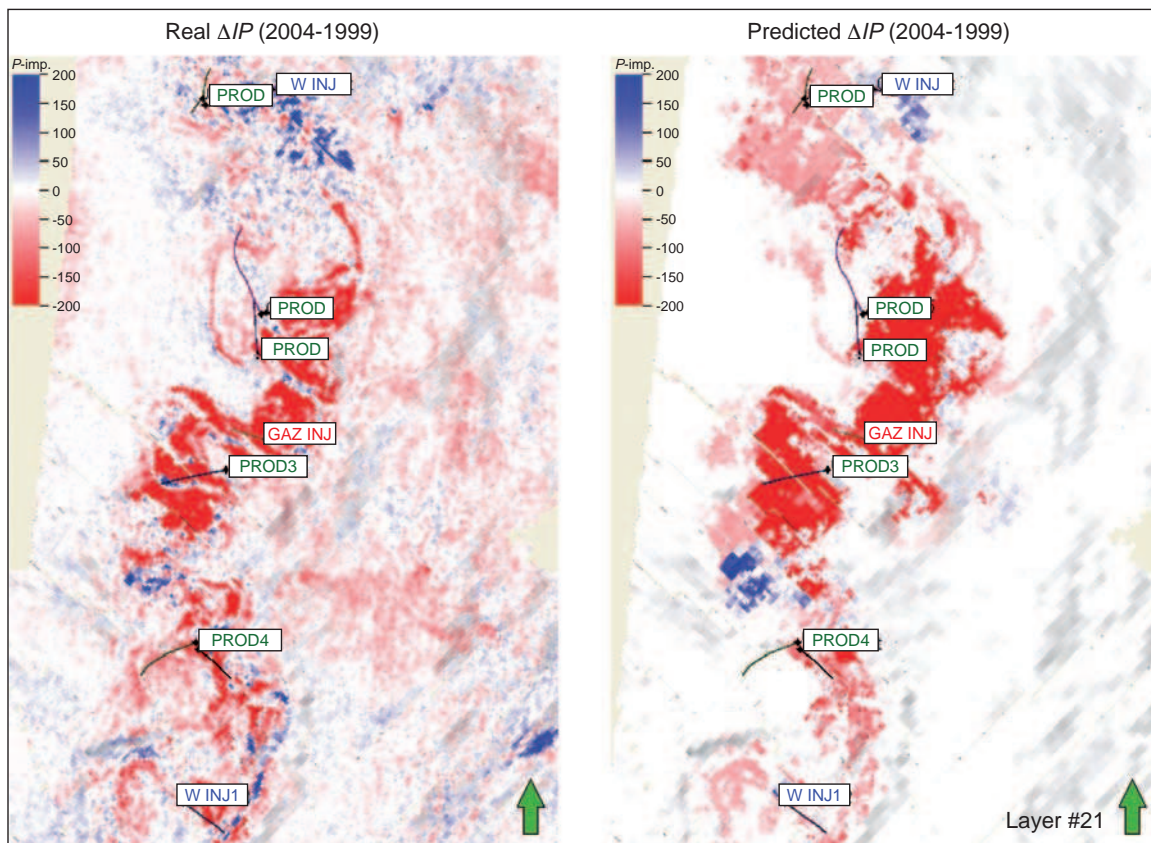 Real ΔIP (2004-1999)
P-imp.
200
150
100
50
0
-50
-100
-150
-200
PROD
W INJ
PROD
PROD
GAZ INJ
PROD3
PROD4
W INJ1
Predicted ΔIP (2004-1999)
P-imp.
200
150
100
50
0
-50
-100
-150
-200
PROD
W INJ
PROD
PROD
GAZ INJ
PROD3
PROD4
W INJ1
Layer #21